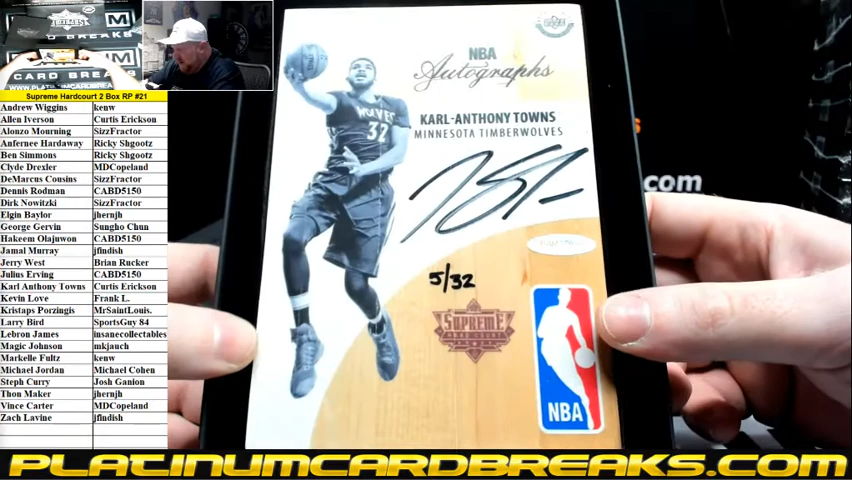 Supreme Hardcourt 2 Box RP #21
Andrew Wiggins kenw
Allen Iverson Curtis Erickson
Alonzo Mourning SizzFractor
Anfernee Hardaway Ricky Shgootz
Ben Simmons Ricky Shgootz
Clyde Drexler MDCopeland
DeMarcus Cousins SizzFractor
Dennis Rodman CABD5150
Dirk Nowitzki SizzFractor
Elgin Baylor jhernjh
George Gervin Sungho Chun
Hakeem Olajuwon CABD5150
Jamal Murray jfindish
Jerry West Brian Rucker
Julius Erving CABD5150
Karl Anthony Towns Curtis Erickson
Kevin Love Frank L.
Kristaps Porzingis MrSaintLouis.
Larry Bird SportsGuy 84
Lebron James insanecollectables
Magic Johnson mkjauch
Markelle Fultz kenw
Michael Jordan Michael Cohen
Steph Curry Josh Ganion
Thon Maker jhernjh
Vince Carter MDCopeland
Zach Lavine jfindish
CARD BREAKS
NBA
Autographs
KARL-ANTHONY TOWNS
MINNESOTA TIMBERWOLVES
WOLVES
32
5/32
SUPREME
HARD COURT
NBA
com
PLATINUMCARDBREAKS.COM